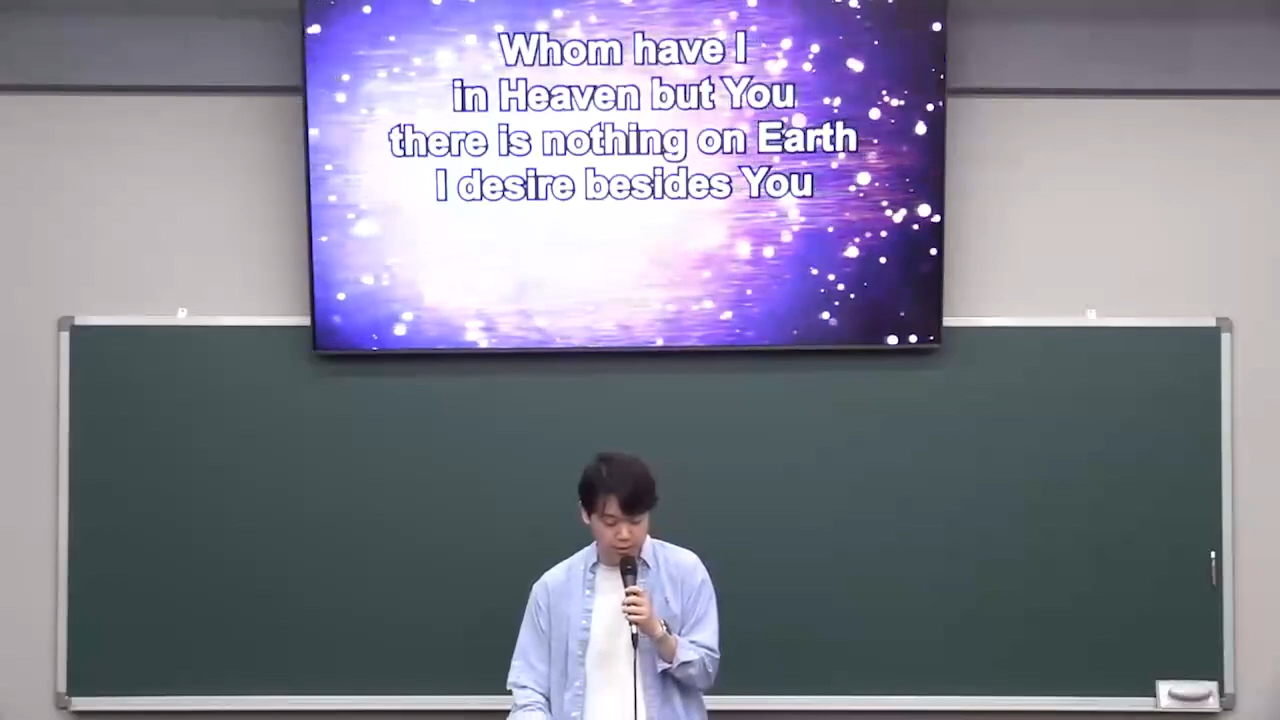 Whom have I
in Heaven but You
there is nothing on Earth
I desire besides You